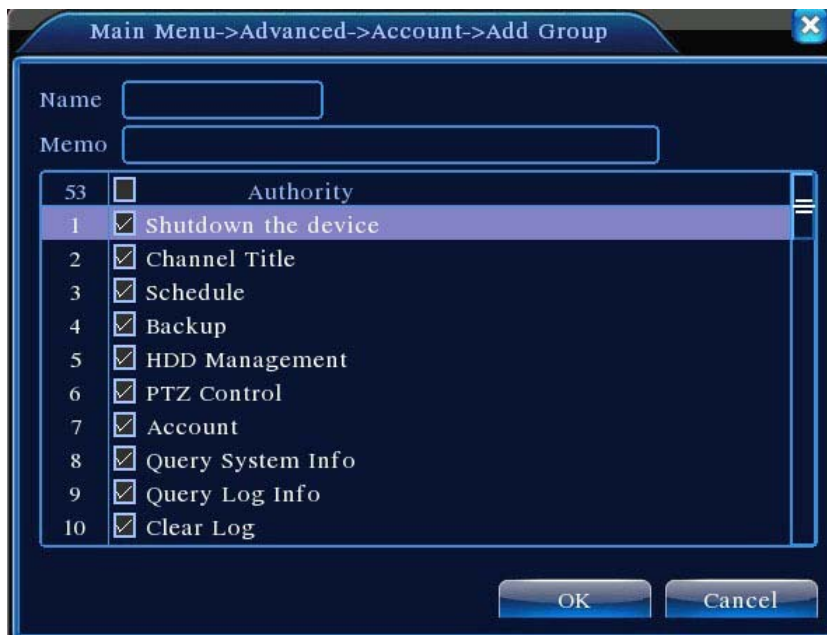 Main Menu->Advanced->Account->Add Group
Name
Memo
53 Authority
1 Shutdown the device
2 Channel Title
3 Schedule
4 Backup
5 HDD Management
6 PTZ Control
7 Account
8 Query System Info
9 Query Log Info
10 Clear Log
OK Cancel